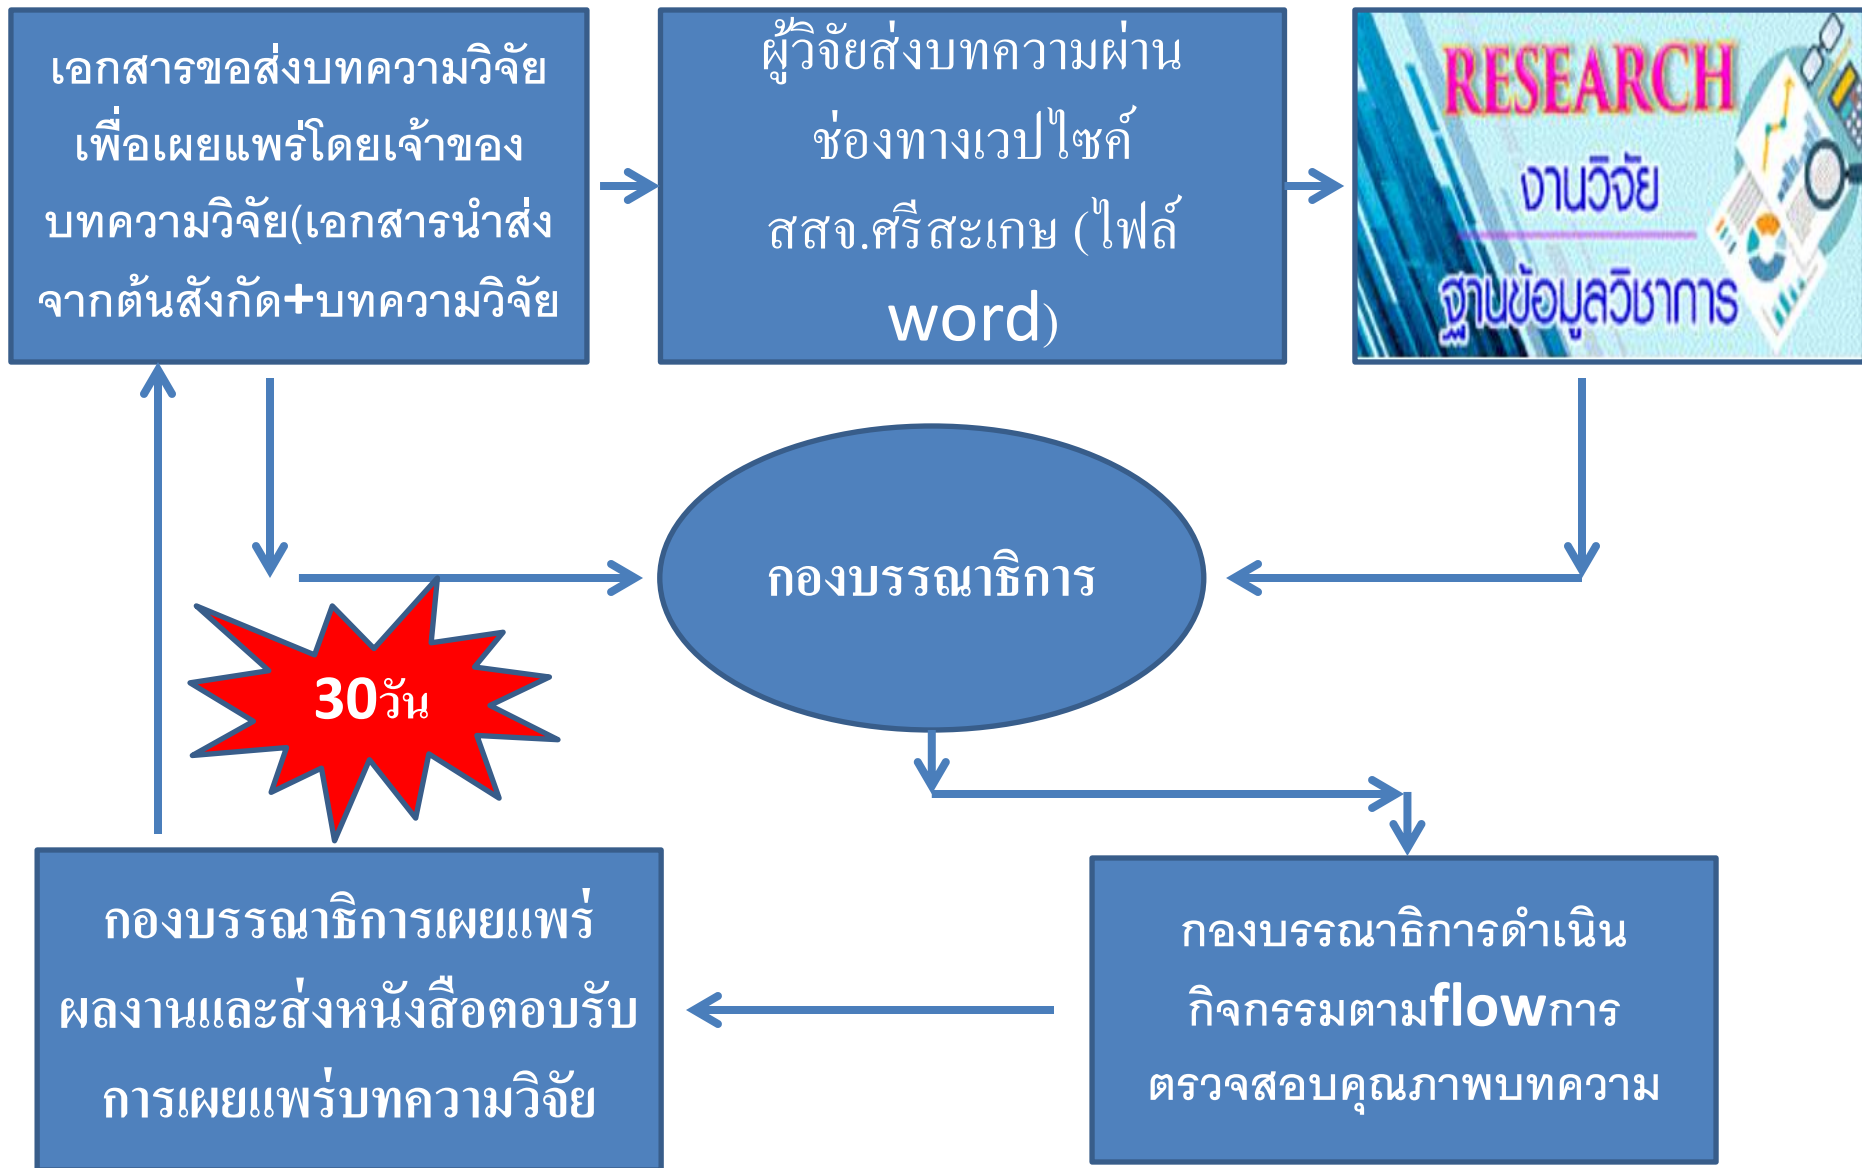 เอกสารขอส่งบทความวิจัย
เพื่อเผยแพร่โดยเจ้าของ
บทความวิจัย(เอกสารนำส่ง
จากต้นสังกัด+บทความวิจัย
ผู้วิจัยส่งบทความผ่าน
ช่องทางเวปไซค์
สสจ.ศรีสะเกษ (ไฟล์
word)
RESEARCH
งานวิจัย
ฐานข้อมูลวิชาการ
กองบรรณาธิการ
30วัน
กองบรรณาธิการดำเนิน
กิจกรรมตามflowการ
ตรวจสอบคุณภาพบทความ
กองบรรณาธิการเผยแพร่
ผลงานและส่งหนังสือตอบรับ
การเผยแพร่บทความวิจัย